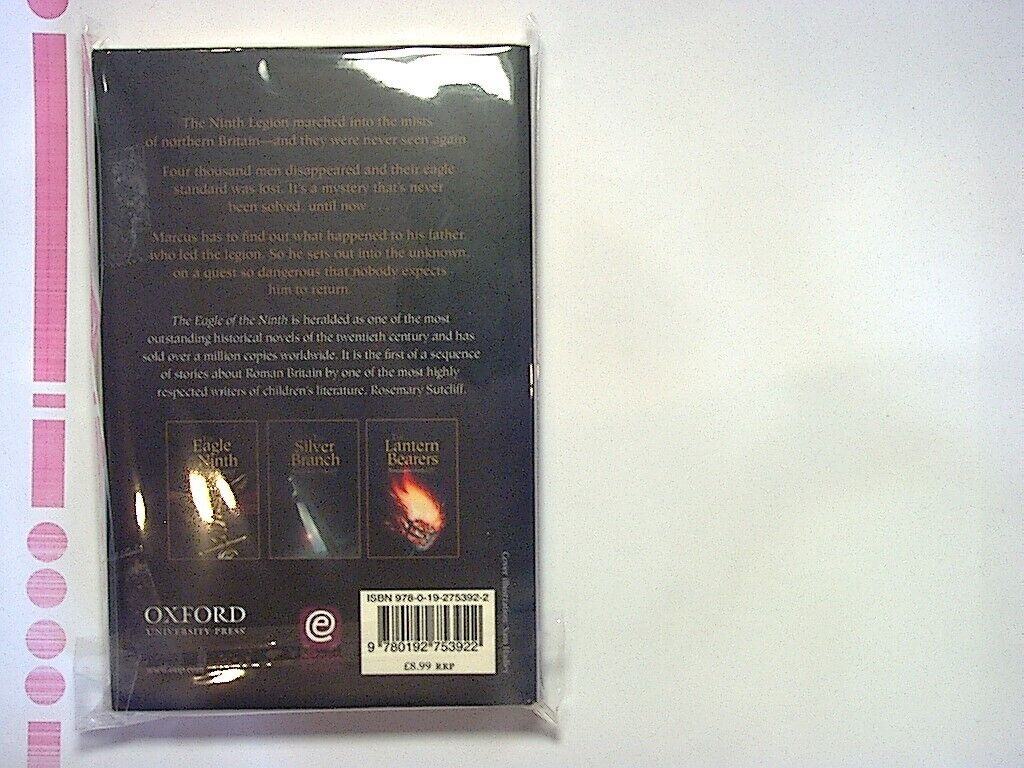 The Ninth Legion marched into the mists
of northern Britain—and they were never seen again
Four thousand men disappeared and their eagle
standard was lost. It's a mystery that's never
been solved, until now
Marcus has to find out what happened to his father,
who led the legion. So he sets out into the unknown,
on a quest so dangerous that nobody expects
him to return.
The Eagle of the Ninth is heralded as one of the most
outstanding historical novels of the twentieth century and has
sold over a million copies worldwide. It is the first of a sequence
of stories about Roman Britain by one of the most highly
respected writers of children's literature, Rosemary Sutcliff.
Eagle
Ninth
Silver
Branch
Lantern
Bearers
OXFORD
UNIVERSITY PRESS
e
ISBN 978-0-19-275392-2
9 780192 753922
£8.99 RRP
Cover illustration: